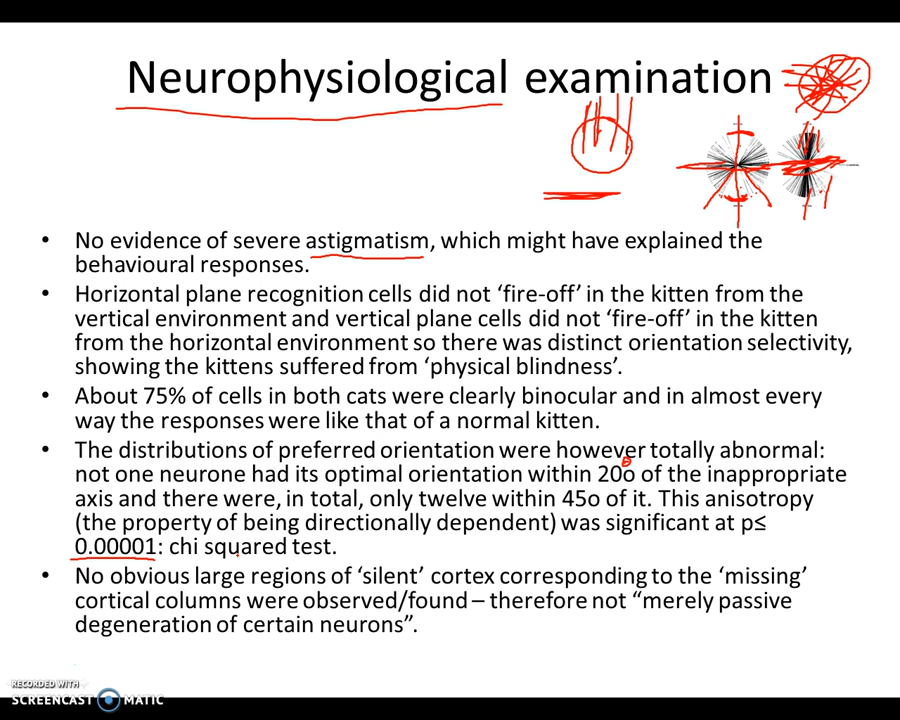 Neurophysiological examination
• No evidence of severe astigmatism, which might have explained the
behavioural responses.
• Horizontal plane recognition cells did not ‘fire-off’ in the kitten from the
vertical environment and vertical plane cells did not ‘fire-off’ in the kitten
from the horizontal environment so there was distinct orientation selectivity,
showing the kittens suffered from ‘physical blindness’.
• About 75% of cells in both cats were clearly binocular and in almost every
way the responses were like that of a normal kitten.
• The distributions of preferred orientation were however totally abnormal:
not one neurone had its optimal orientation within 20o of the inappropriate
axis and there were, in total, only twelve within 45o of it. This anisotropy
(the property of being directionally dependent) was significant at p≤
0.00001: chi squared test.
• No obvious large regions of ‘silent’ cortex corresponding to the ‘missing’
cortical columns were observed/found – therefore not “merely passive
degeneration of certain neurons”.
RECORDED WITH
SCREENCAST MATIC